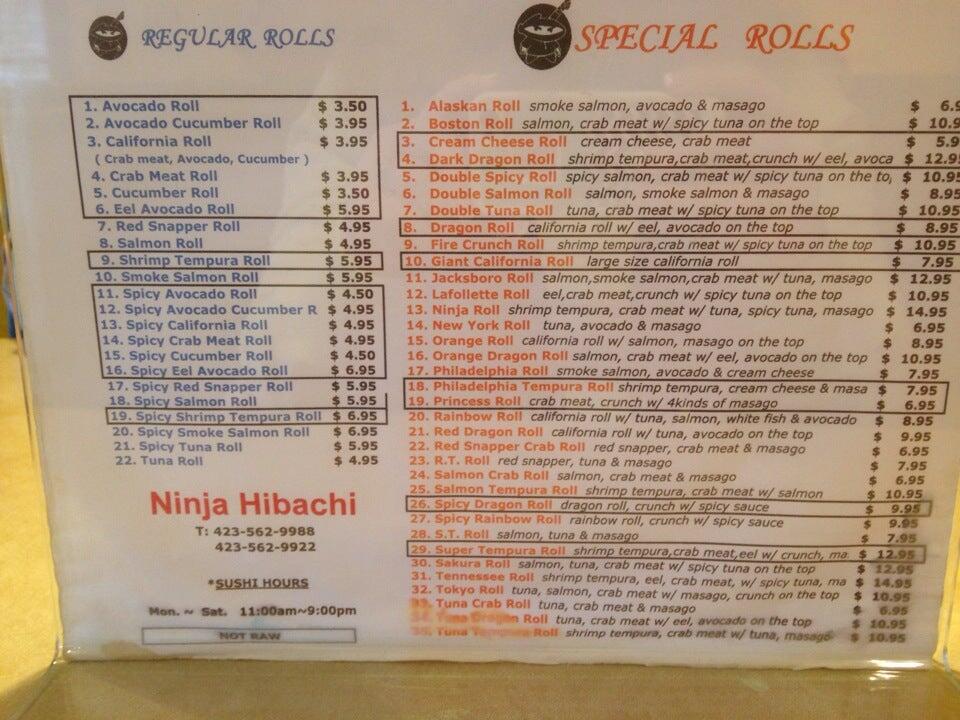 REGULAR ROLLS
1. Avocado Roll $ 3.50
2. Avocado Cucumber Roll $ 3.95
3. California Roll $ 3.95
( Crab meat, Avocado, Cucumber )
4. Crab Meat Roll $ 3.95
5. Cucumber Roll $ 3.50
6. Eel Avocado Roll $ 5.95
7. Red Snapper Roll $ 4.95
8. Salmon Roll $ 4.95
9. Shrimp Tempura Roll $ 5.95
10. Smoke Salmon Roll $ 5.95
11. Spicy Avocado Roll $ 4.50
12. Spicy Avocado Cucumber R $ 4.95
13. Spicy California Roll $ 4.95
14. Spicy Crab Meat Roll $ 4.95
15. Spicy Cucumber Roll $ 4.50
16. Spicy Eel Avocado Roll $ 6.95
17. Spicy Red Snapper Roll $ 5.95
18. Spicy Salmon Roll $ 5.95
19. Spicy Shrimp Tempura Roll $ 6.95
20. Spicy Smoke Salmon Roll $ 6.95
21. Spicy Tuna Roll $ 5.95
22. Tuna Roll $ 4.95
Ninja Hibachi
T: 423-562-9988
423-562-9922
*SUSHI HOURS
Mon. ~ Sat. 11:00am~9:00pm
NOT RAW
SPECIAL ROLLS
1. Alaskan Roll smoke salmon, avocado & masago $ 6.9
2. Boston Roll salmon, crab meat w/ spicy tuna on the top $ 10.9
3. Cream Cheese Roll cream cheese, crab meat $ 5.9
4. Dark Dragon Roll shrimp tempura,crab meat,crunch w/ eel, avoca $ 12.9
5. Double Spicy Roll spicy salmon, crab meat w/ spicy tuna on the to, $ 10.95
6. Double Salmon Roll salmon, smoke salmon & masago $ 8.95
7. Double Tuna Roll tuna, crab meat w/ spicy tuna on the top $ 10.95
8. Dragon Roll california roll w/ eel, avocado on the top $ 8.95
9. Fire Crunch Roll shrimp tempura,crab meat w/ spicy tuna on the top $ 10.95
10. Giant California Roll large size california roll $ 7.95
11. Jacksboro Roll salmon,smoke salmon,crab meat w/ tuna, masago $ 12.95
12. Lafollette Roll eel,crab meat,crunch w/ spicy tuna on the top $ 10.95
13. Ninja Roll shrimp tempura, crab meat w/ tuna, spicy tuna, masago $ 14.95
14. New York Roll tuna, avocado & masago $ 6.95
15. Orange Roll california roll w/ salmon, masago on the top $ 8.95
16. Orange Dragon Roll salmon, crab meat w/ eel, avocado on the top $ 10.95
17. Philadelphia Roll smoke salmon, avocado & cream cheese $ 7.95
18. Philadelphia Tempura Roll shrimp tempura, cream cheese & masa $ 7.95
19. Princess Roll crab meat, crunch w/ 4kinds of masago $ 6.95
20. Rainbow Roll california roll w/ tuna, salmon, white fish & avocado $ 8.95
21. Red Dragon Roll california roll w/ tuna, avocado on the top $ 9.95
22. Red Snapper Crab Roll red snapper, crab meat & masago $ 6.95
23. R.T. Roll red snapper, tuna & masago $ 7.95
24. Salmon Crab Roll salmon, crab meat & masago $ 6.95
25. Salmon Tempura Roll shrimp tempura, crab meat w/ salmon $ 10.95
26. Spicy Dragon Roll dragon roll, crunch w/ spicy sauce $ 9.95
27. Spicy Rainbow Roll rainbow roll, crunch w/ spicy sauce $ 9.95
28. S.T. Roll salmon, tuna & masago $ 7.95
29. Super Tempura Roll shrimp tempura,crab meat,eel w/ crunch, ma $ 12.95
30. Sakura Roll salmon, tuna, crab meat w/ spicy tuna on the top $ 12.95
31. Tennessee Roll shrimp tempura, eel, crab meat, w/ spicy tuna, ma $ 14.95
32. Tokyo Roll tuna, salmon, crab meat w/ masago, crunch on the top $ 10.95
33. Tuna Crab Roll tuna, crab meat & masago $ 6.95
34. Tuna Dragon Roll tuna, crab meat w/ eel, avocado on the top $ 10.95
35. Tuna Tempura Roll shrimp tempura, crab meat w/ tuna, masago $ 10.95